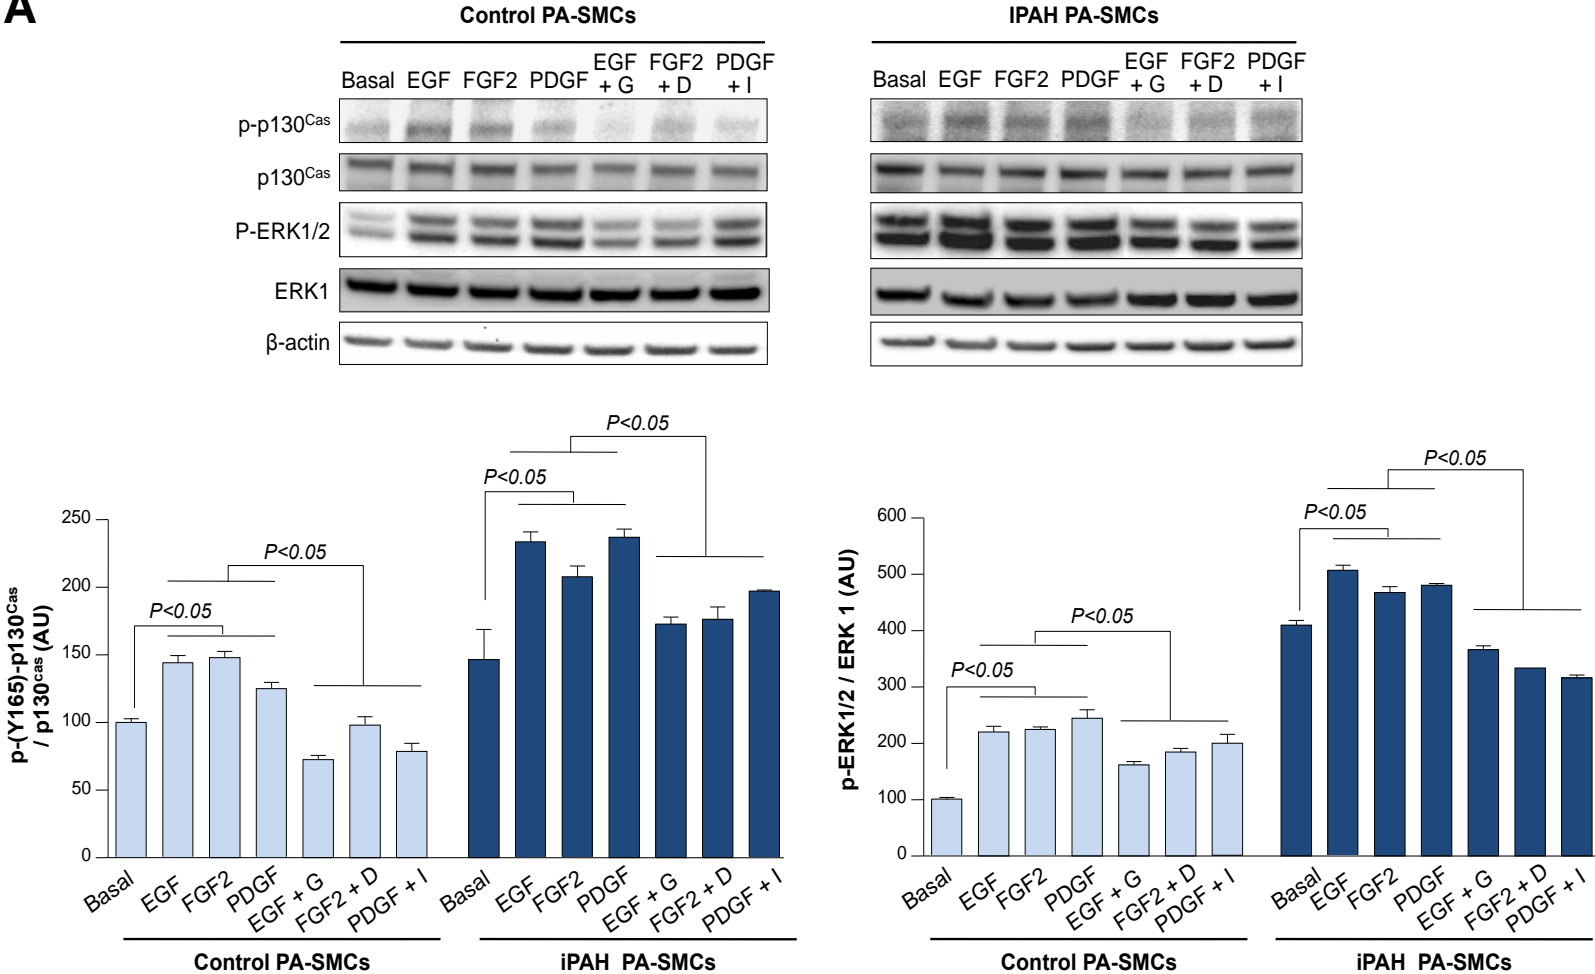 A
Control PA-SMCs
IPAH PA-SMCs
Basal EGF FGF2 PDGF EGF + G FGF2 + D PDGF + I
Basal EGF FGF2 PDGF EGF + G FGF2 + D PDGF + I
p-p130Cas
p130Cas
P-ERK1/2
ERK1
β-actin
p-(Y165)-p130Cas
/ p130cas (AU)
250
200
150
100
50
0
P<0.05
P<0.05
P<0.05
P<0.05
Basal
EGF
FGF2
PDGF
EGF + G
FGF2 + D
PDGF + I
Basal
EGF
FGF2
PDGF
EGF + G
FGF2 + D
PDGF + I
Control PA-SMCs
iPAH PA-SMCs
p-ERK1/2 / ERK 1 (AU)
600
500
400
300
200
100
0
P<0.05
P<0.05
P<0.05
P<0.05
Basal
EGF
FGF2
PDGF
EGF + G
FGF2 + D
PDGF + I
Basal
EGF
FGF2
PDGF
EGF + G
FGF2 + D
PDGF + I
Control PA-SMCs
iPAH PA-SMCs